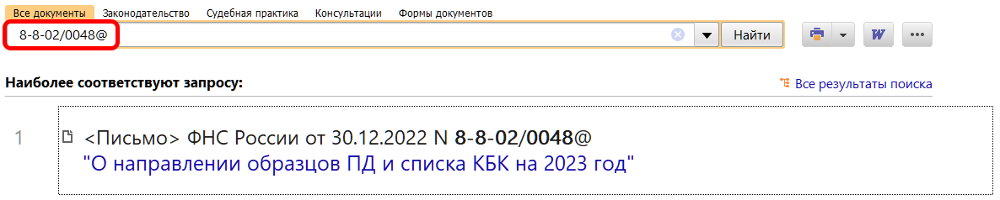 Все документы Законодательство Судебная практика Консультации Формы документов
8-8-02/0048@ Найти W
Наиболее соответствуют запросу: Все результаты поиска
1 <Письмо> ФНС России от 30.12.2022 N 8-8-02/0048@
"О направлении образцов ПД и списка КБК на 2023 год"